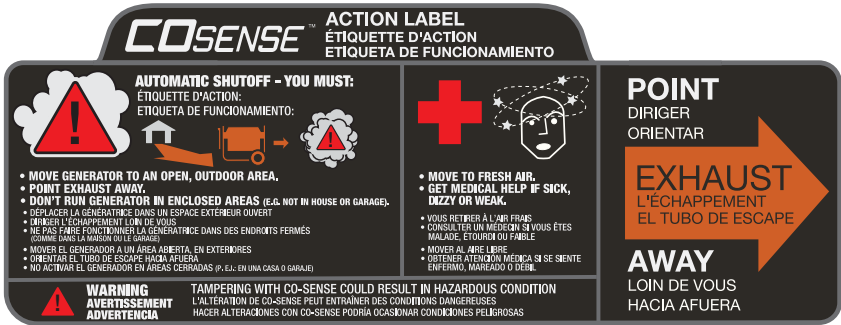 COSENSE™
ACTION LABEL
ÉTIQUETTE D'ACTION
ETIQUETA DE FUNCIONAMIENTO
AUTOMATIC SHUTOFF - YOU MUST:
ÉTIQUETTE D'ACTION:
ETIQUETA DE FUNCIONAMIENTO:
• MOVE GENERATOR TO AN OPEN, OUTDOOR AREA.
• POINT EXHAUST AWAY.
• DON'T RUN GENERATOR IN ENCLOSED AREAS (E.G. NOT IN HOUSE OR GARAGE).
• DÉPLACER LA GÉNÉRATRICE DANS UN ESPACE EXTÉRIEUR OUVERT
• DIRIGER L'ÉCHAPPEMENT LOIN DE VOUS
• NE PAS FAIRE FONCTIONNER LA GÉNÉRATRICE DANS DES ENDROITS FERMÉS
(COMME DANS LA MAISON OU LE GARAGE)
• MOVER EL GENERADOR A UN ÁREA ABIERTA, EN EXTERIORES
• ORIENTAR EL TUBO DE ESCAPE HACIA AFUERA
• NO ACTIVAR EL GENERADOR EN ÁREAS CERRADAS (P. EJ.: EN UNA CASA O GARAJE)
• MOVE TO FRESH AIR.
• GET MEDICAL HELP IF SICK,
DIZZY OR WEAK.
• VOUS RETIRER À L'AIR FRAIS
• CONSULTER UN MÉDECIN SI VOUS ÊTES
MALADE, ÉTOURDI OU FAIBLE
• MOVER AL AIRE LIBRE
• OBTENER ATENCIÓN MÉDICA SI SE SIENTE
ENFERMO, MAREADO O DÉBIL
POINT
DIRIGER
ORIENTAR
EXHAUST
L'ÉCHAPPEMENT
EL TUBO DE ESCAPE
AWAY
LOIN DE VOUS
HACIA AFUERA
WARNING
AVERTISSEMENT
ADVERTENCIA
TAMPERING WITH CO-SENSE COULD RESULT IN HAZARDOUS CONDITION
L'ALTÉRATION DE CO-SENSE PEUT ENTRAÎNER DES CONDITIONS DANGEREUSES
HACER ALTERACIONES CON CO-SENSE PODRÍA OCASIONAR CONDICIONES PELIGROSAS